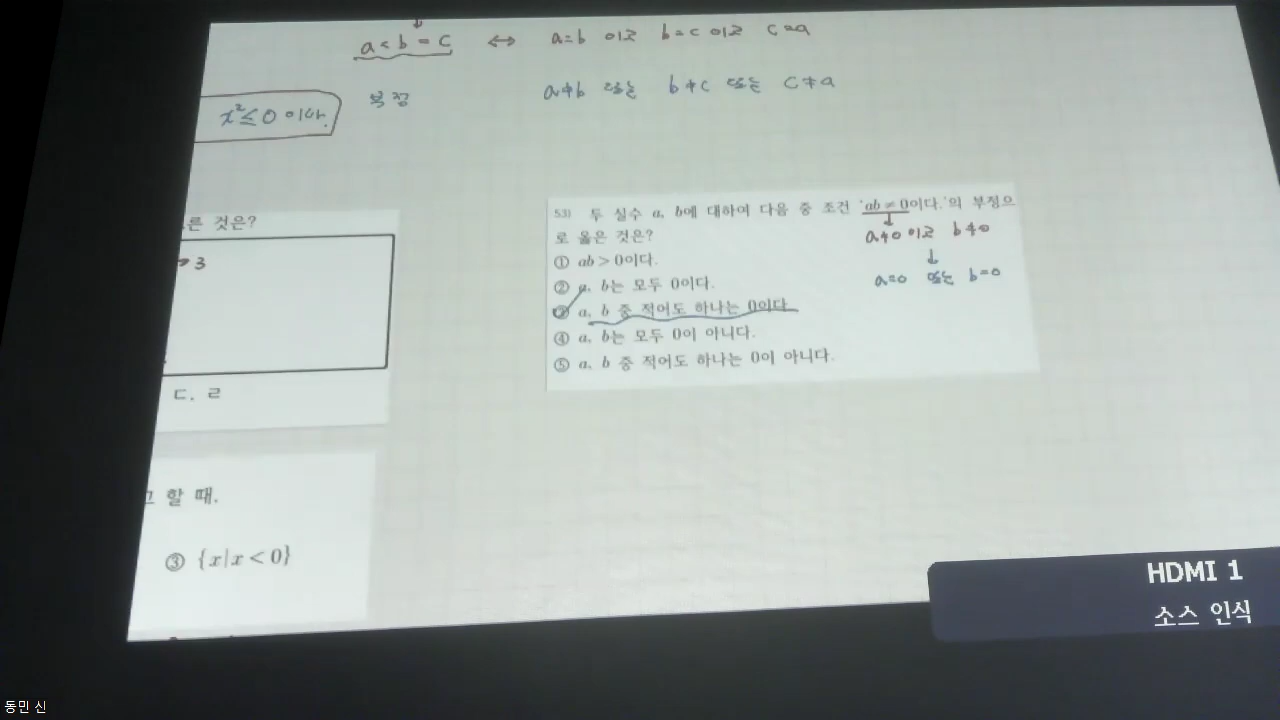 a < b = c ⟷ a=b 이고 b=c 이고 c=a
부정 a≠b 또는 b≠c 또는 c≠a
x²≤0 이다.
른 것은?
3
ㄷ, ㄹ
고 할 때,
③ {x|x<0}
53) 두 실수 a, b에 대하여 다음 중 조건 'ab≠0이다.'의 부정으
로 옳은 것은?
① ab>0이다.
② a, b는 모두 0이다.
③ a, b 중 적어도 하나는 0이다.
④ a, b는 모두 0이 아니다.
⑤ a, b 중 적어도 하나는 0이 아니다.
↓
a≠0 이고 b≠0
↓
a=0 또는 b=0
HDMI 1
소스 인식
동민 신